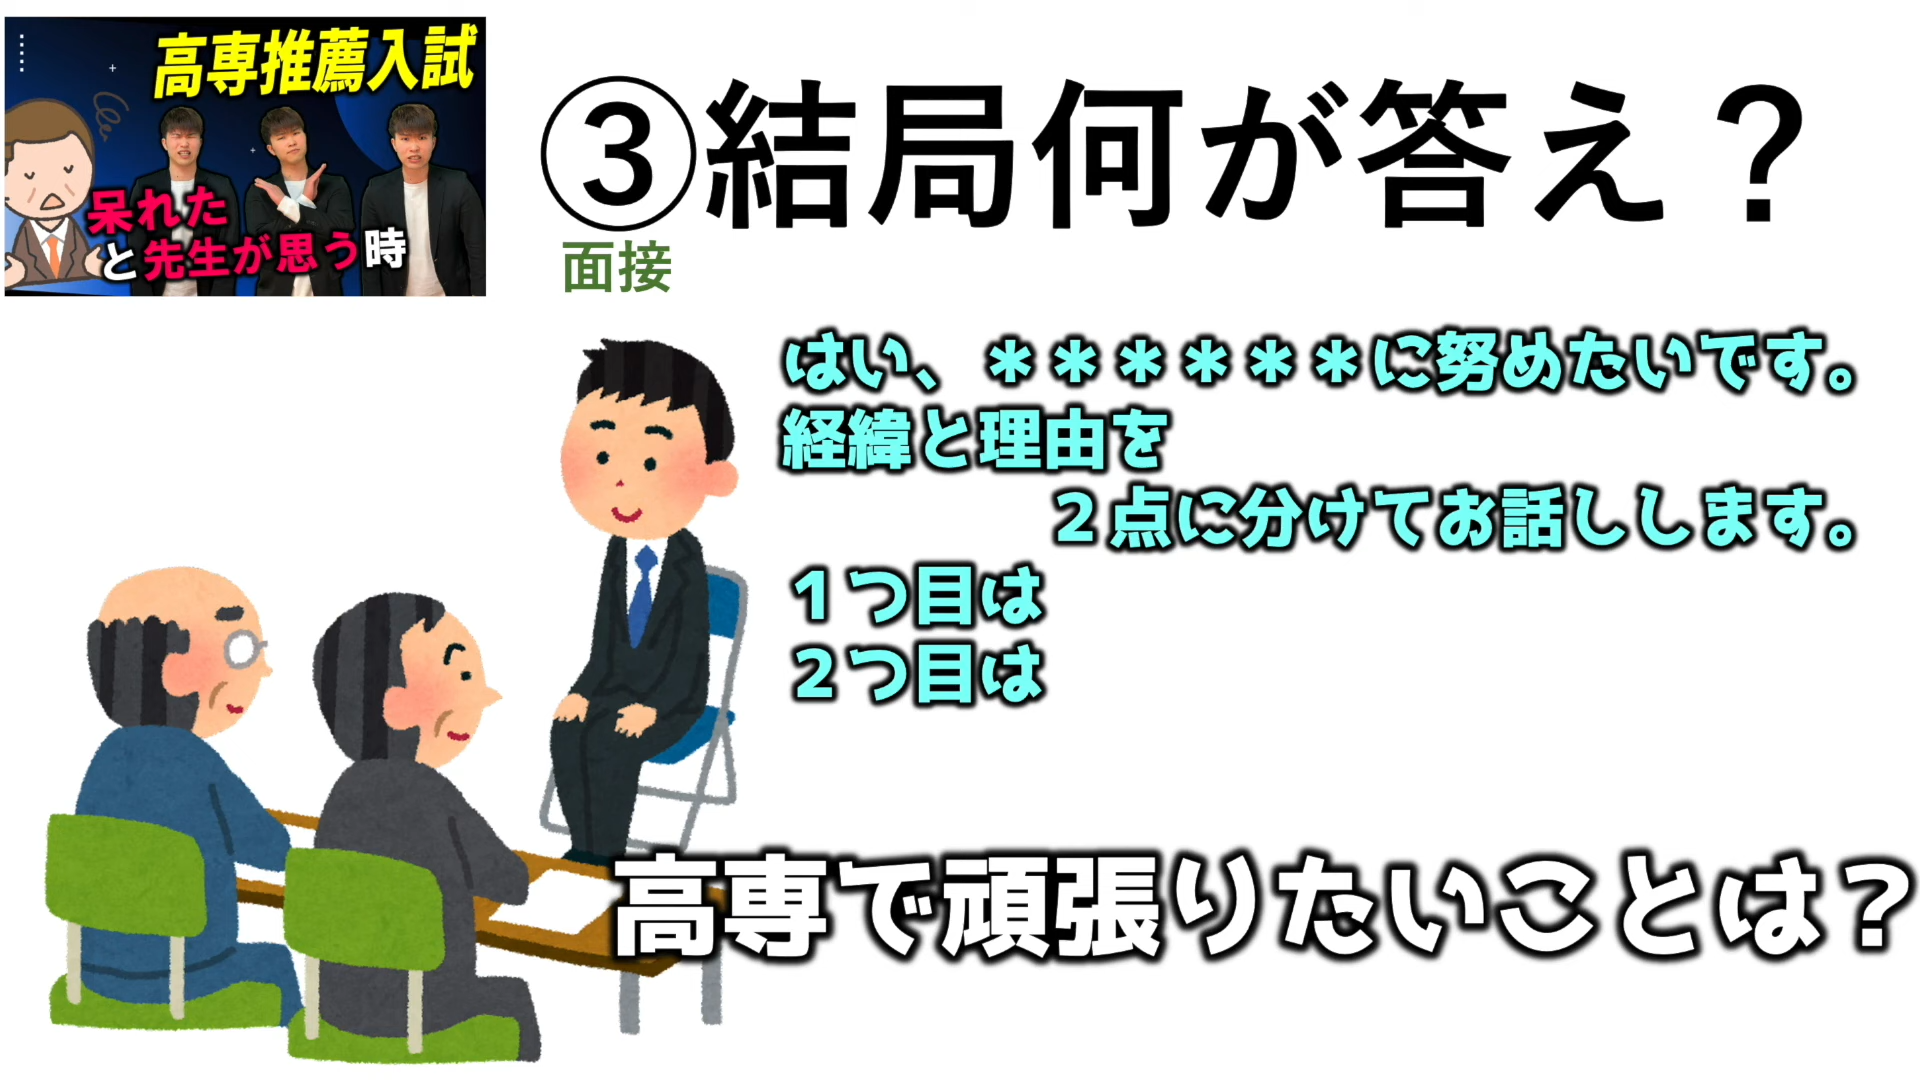 高専推薦入試
呆れた
と先生が思う時
③結局何が答え？
面接
はい、＊＊＊＊＊＊に努めたいです。
経緯と理由を
２点に分けてお話しします。
１つ目は
２つ目は
高専で頑張りたいことは？